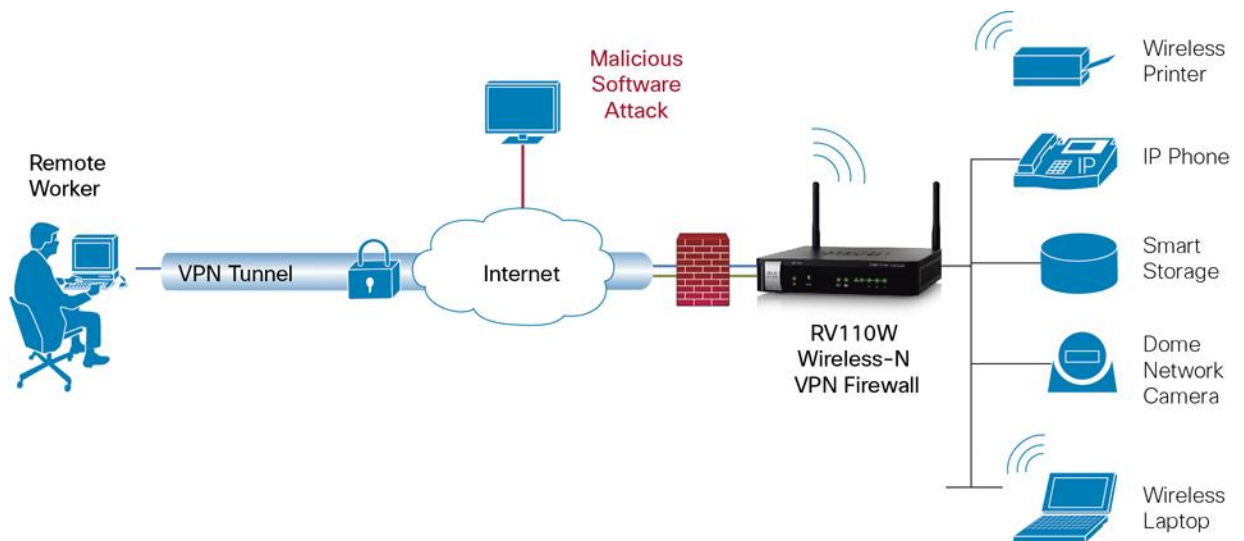 Malicious
Software
Attack
Wireless
Printer
Remote
Worker
IP
IP Phone
VPN Tunnel
Internet
Smart
Storage
RV110W
Wireless-N
VPN Firewall
Dome
Network
Camera
Wireless
Laptop